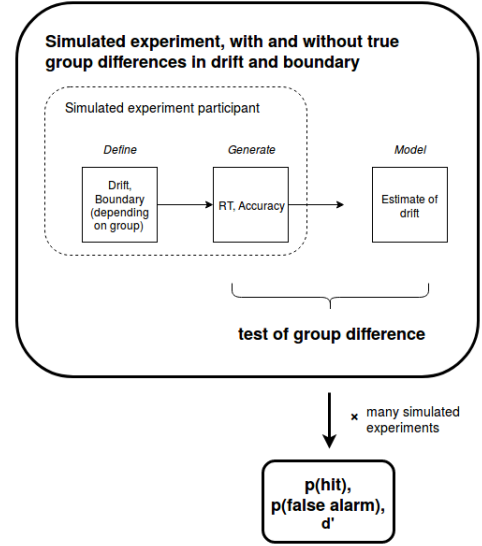 Simulated experiment, with and without true
group differences in drift and boundary
Simulated experiment participant
Define
Generate
Model
Drift,
Boundary
(depending
on group)
RT, Accuracy
Estimate of
drift
test of group difference
× many simulated
experiments
p(hit),
p(false alarm),
d'